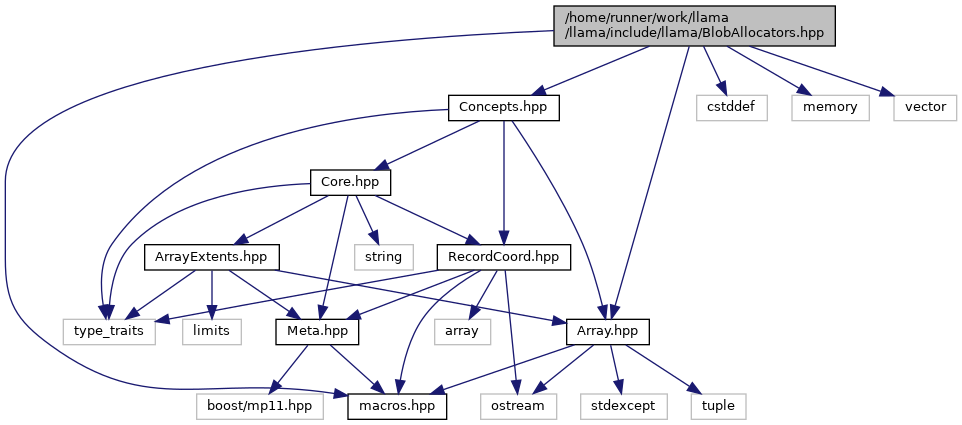 /home/runner/work/llama
/llama/include/llama/BlobAllocators.hpp
Concepts.hpp
cstddef
memory
vector
Core.hpp
ArrayExtents.hpp
string
RecordCoord.hpp
type_traits
limits
Meta.hpp
array
Array.hpp
boost/mp11.hpp
macros.hpp
ostream
stdexcept
tuple